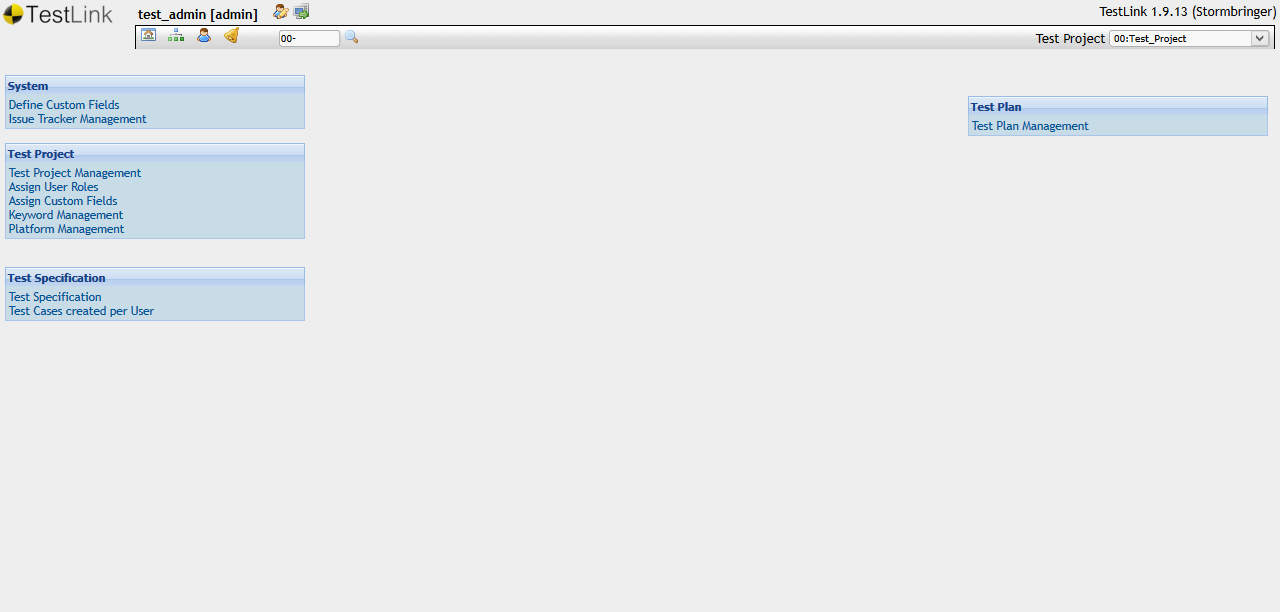 TestLink
test_admin [admin]
TestLink 1.9.13 (Stormbringer)
00-
Test Project 00:Test_Project
System
Define Custom Fields
Issue Tracker Management
Test Project
Test Project Management
Assign User Roles
Assign Custom Fields
Keyword Management
Platform Management
Test Specification
Test Specification
Test Cases created per User
Test Plan
Test Plan Management